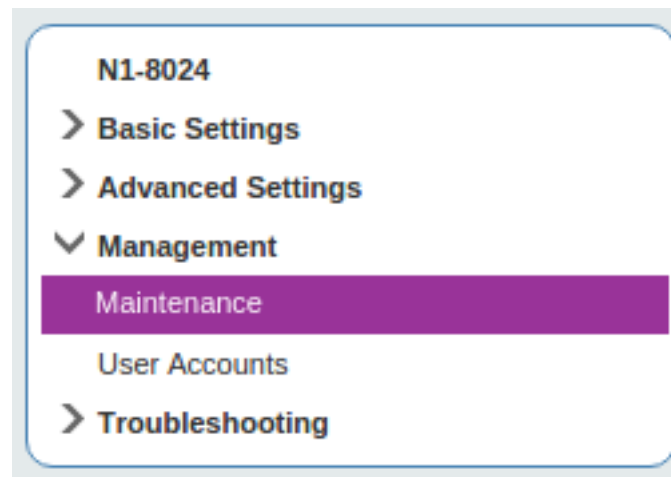 N1-8024
Basic Settings
Advanced Settings
Management
Maintenance
User Accounts
Troubleshooting